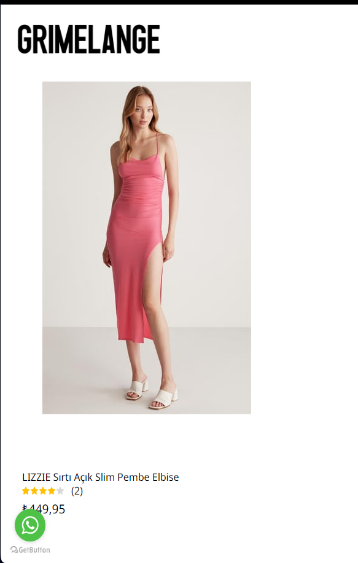 GRIMELANGE
LIZZIE Sırtı Açık Slim Pembe Elbise
(2)
₺449,95
GetButton